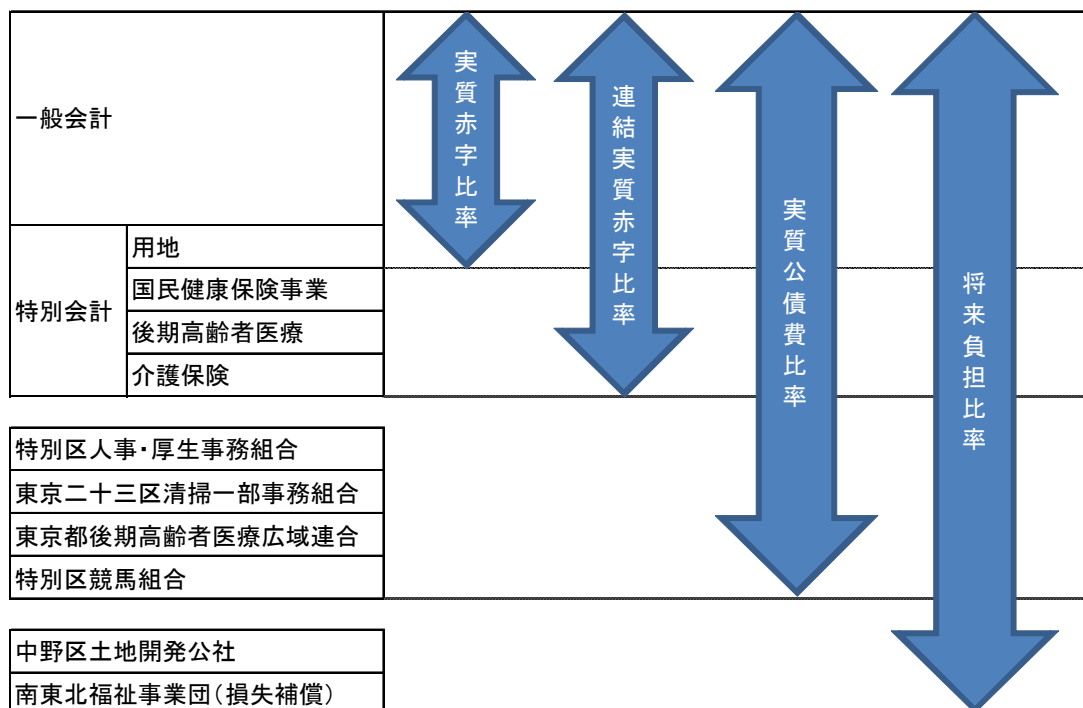 一般会計
特別会計
用地
国民健康保険事業
後期高齢者医療
介護保険
特別区人事・厚生事務組合
東京二十三区清掃一部事務組合
東京都後期高齢者医療広域連合
特別区競馬組合
中野区土地開発公社
南東北福祉事業団（損失補償）
実質赤字比率
連結実質赤字比率
実質公債費比率
将来負担比率